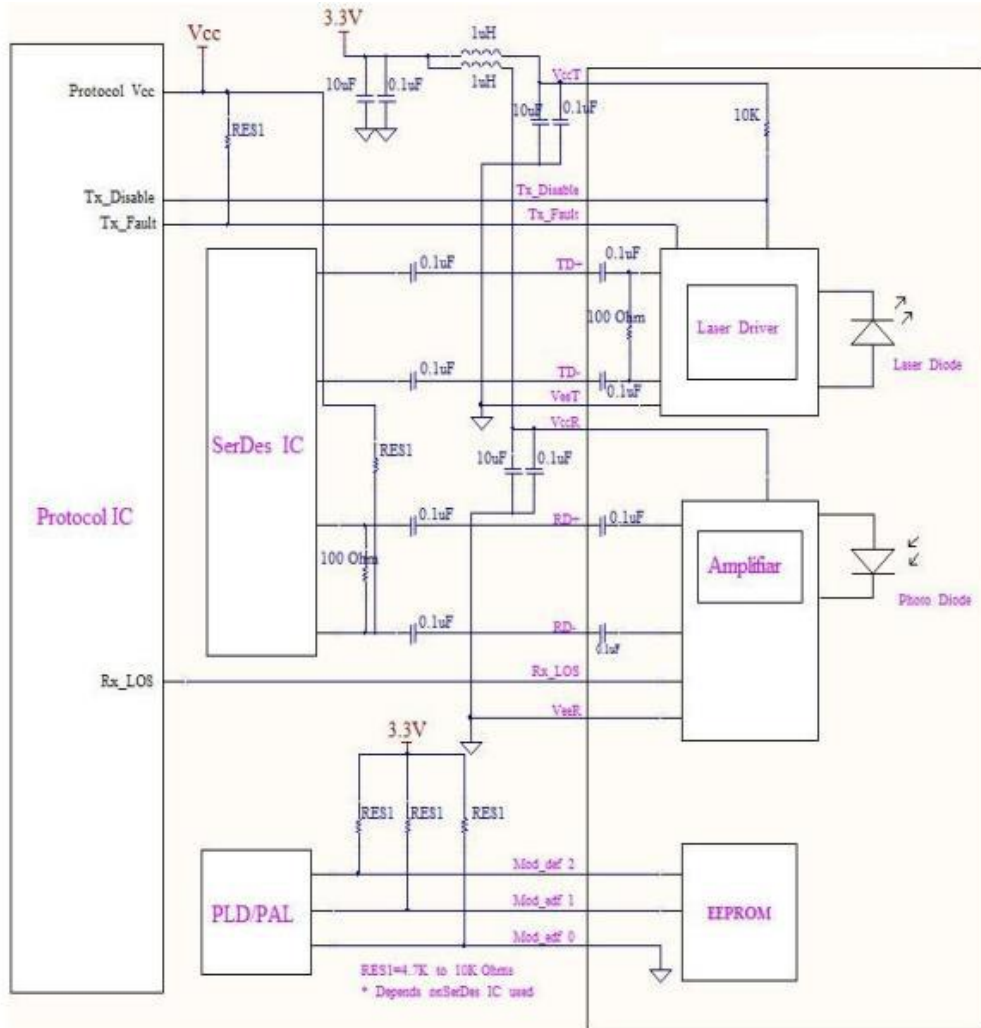 Vcc
3.3V
1uH
1uH
10uF
0.1uF
VccT
10uF
0.1uF
10K
Protocol Vcc
RES1
Tx_Disable
Tx_Disable
Tx_Fault
Tx_Fault
0.1uF
TD+
0.1uF
100 Ohm
Laser Driver
Laser Diode
0.1uF
TD-
0.1uF
VeeT
VccR
SerDes IC
RES1
10uF
0.1uF
Protocol IC
0.1uF
RD+
0.1uF
100 Ohm
Amplifiar
Photo Diode
0.1uF
RD-
0.1uF
Rx_LOS
Rx_LOS
VeeR
3.3V
RES1
RES1
RES1
Mod_def 2
PLD/PAL
Mod_edf 1
EEPROM
Mod_edf 0
RES1=4.7K to 10K Ohms
* Depends onSerDes IC used